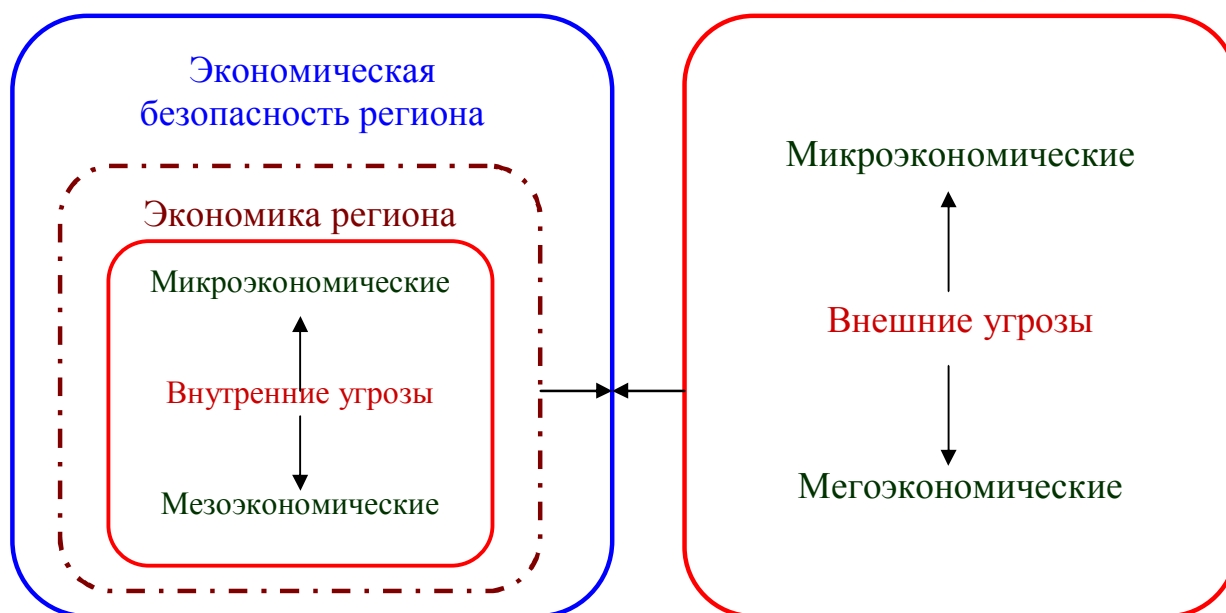 Экономическая
безопасность региона
Экономика региона
Микроэкономические
Внутренние угрозы
Мезоэкономические
Микроэкономические
Внешние угрозы
Мегоэкономические